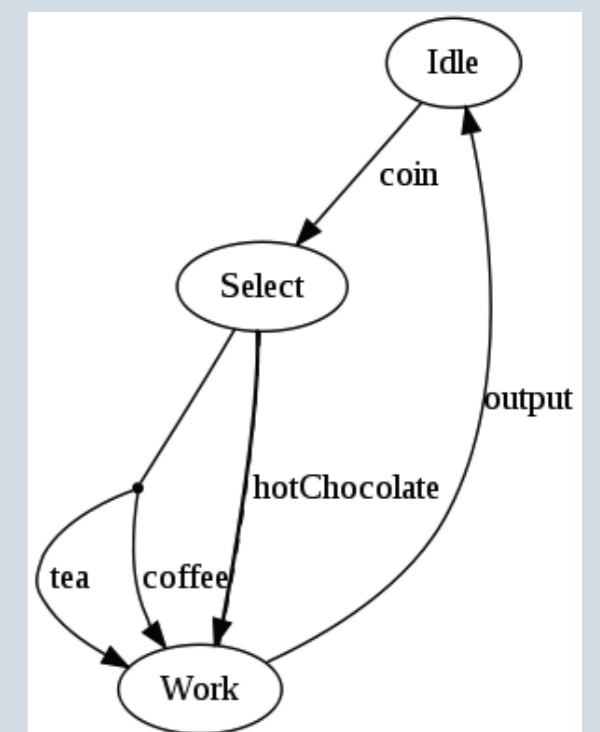 Idle
coin
Select
output
hotChocolate
tea
coffee
Work